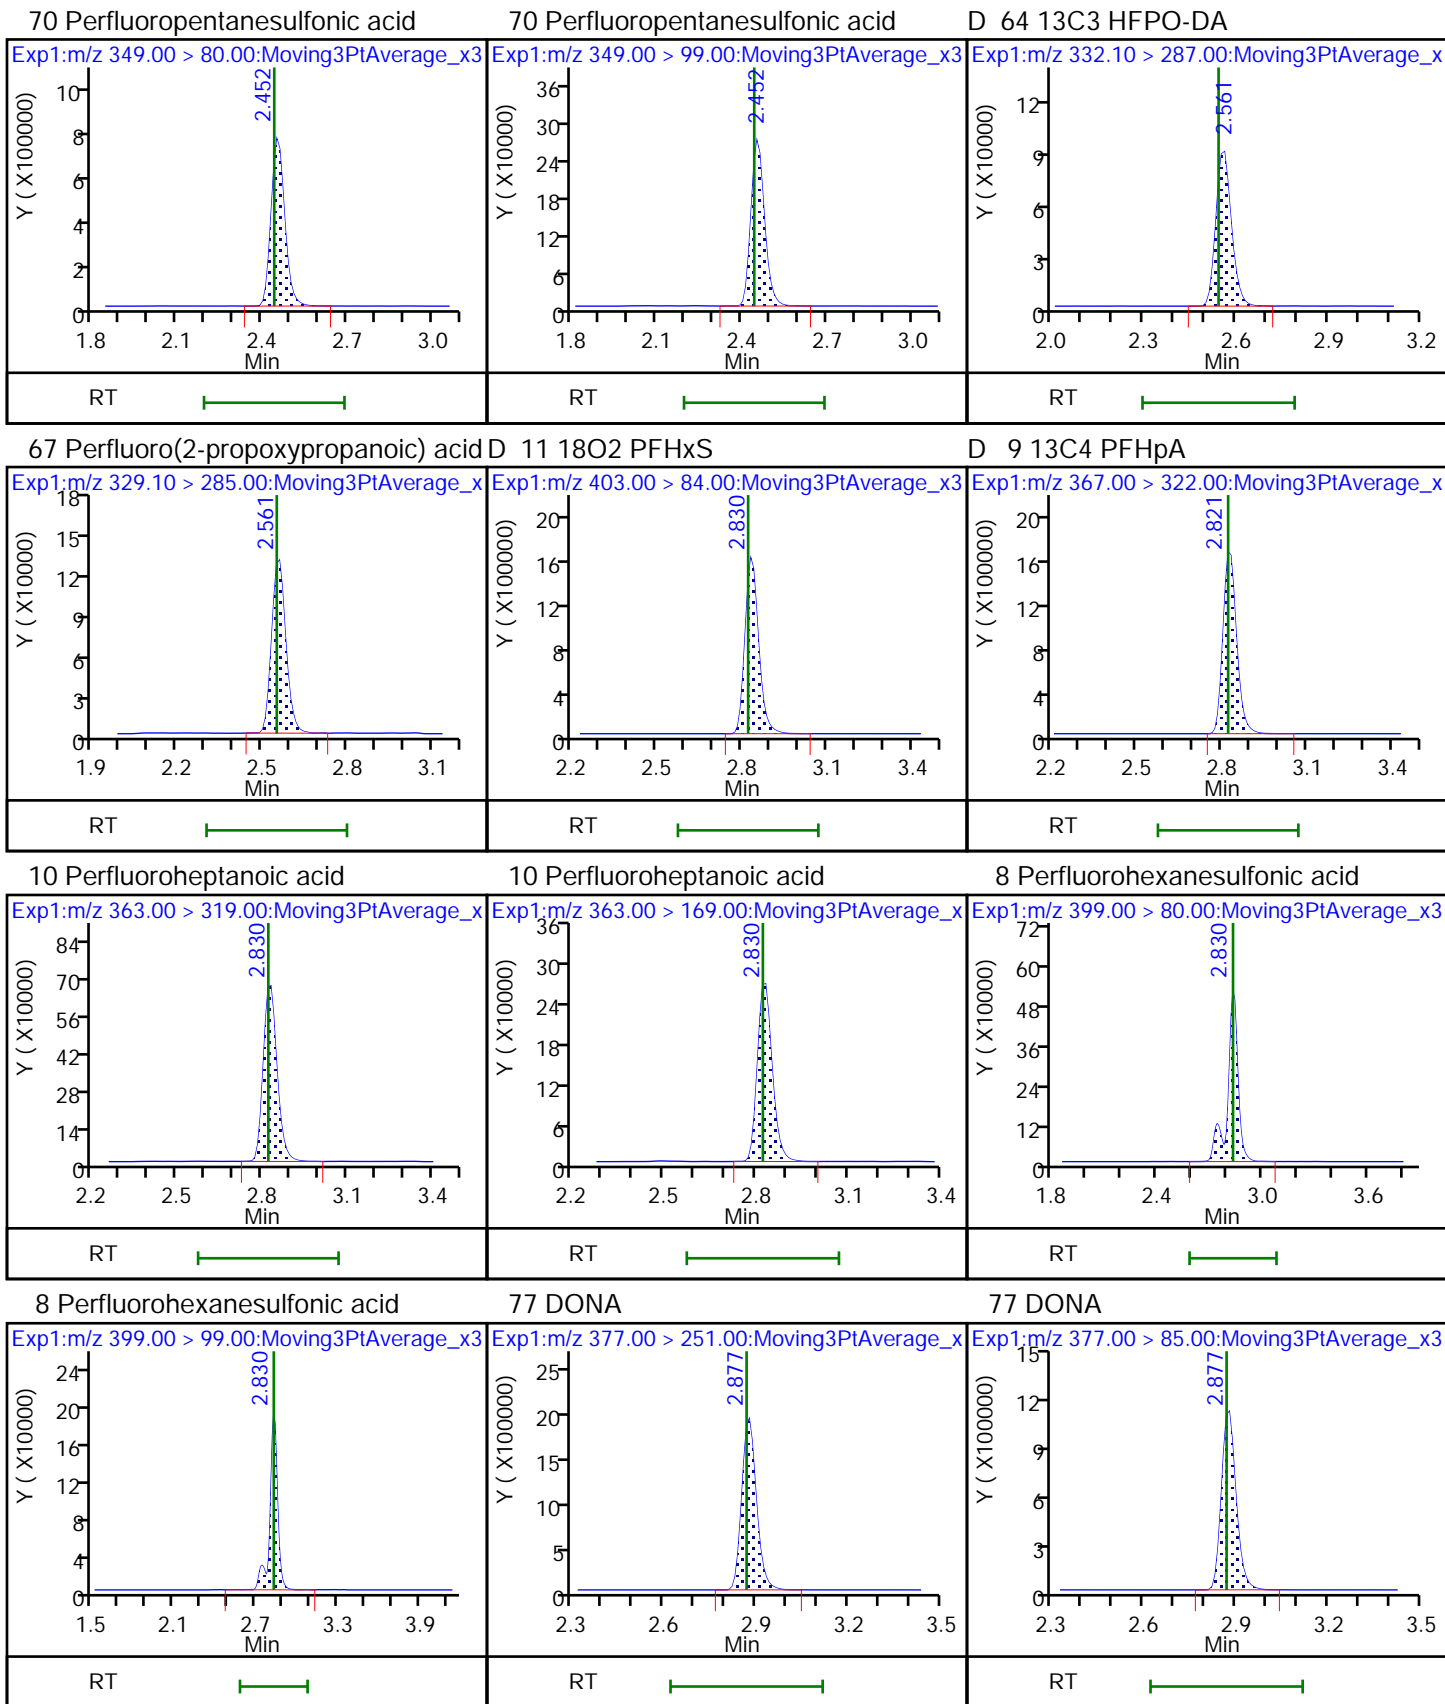 70 Perfluoropentanesulfonic acid
Exp1:m/z 349.00 > 80.00:Moving3PtAverage_x3
2.452
Y ( X100000)
10
8
6
4
2
0
1.8 2.1 2.4 2.7 3.0
Min
RT
70 Perfluoropentanesulfonic acid
Exp1:m/z 349.00 > 99.00:Moving3PtAverage_x3
2.452
Y ( X100000)
36
30
24
18
12
6
0
1.8 2.1 2.4 2.7 3.0
Min
RT
D 64 13C3 HFPO-DA
Exp1:m/z 332.10 > 287.00:Moving3PtAverage_x
2.561
Y ( X100000)
12
9
6
3
0
2.0 2.3 2.6 2.9 3.2
Min
RT
67 Perfluoro(2-propoxypropanoic) acid
Exp1:m/z 329.10 > 285.00:Moving3PtAverage_x
2.561
Y ( X100000)
18
15
12
9
6
3
0
1.9 2.2 2.5 2.8 3.1
Min
RT
D 11 18O2 PFHxS
Exp1:m/z 403.00 > 84.00:Moving3PtAverage_x3
2.830
Y ( X100000)
20
16
12
8
4
0
2.2 2.5 2.8 3.1 3.4
Min
RT
D 9 13C4 PFHpA
Exp1:m/z 367.00 > 322.00:Moving3PtAverage_x
2.821
Y ( X100000)
20
16
12
8
4
0
2.2 2.5 2.8 3.1 3.4
Min
RT
10 Perfluoroheptanoic acid
Exp1:m/z 363.00 > 319.00:Moving3PtAverage_x
2.830
Y ( X10000)
84
70
56
42
28
14
0
2.2 2.5 2.8 3.1 3.4
Min
RT
10 Perfluoroheptanoic acid
Exp1:m/z 363.00 > 169.00:Moving3PtAverage_x
2.830
Y ( X10000)
36
30
24
18
12
6
0
2.2 2.5 2.8 3.1 3.4
Min
RT
8 Perfluorohexanesulfonic acid
Exp1:m/z 399.00 > 80.00:Moving3PtAverage_x3
2.830
Y ( X10000)
72
60
48
36
24
12
0
1.8 2.4 3.0 3.6
Min
RT
8 Perfluorohexanesulfonic acid
Exp1:m/z 399.00 > 99.00:Moving3PtAverage_x3
2.830
Y ( X100000)
24
20
16
12
8
4
0
1.5 2.1 2.7 3.3 3.9
Min
RT
77 DONA
Exp1:m/z 377.00 > 251.00:Moving3PtAverage_x
2.877
Y ( X100000)
25
20
15
10
5
0
2.3 2.6 2.9 3.2 3.5
Min
RT
77 DONA
Exp1:m/z 377.00 > 85.00:Moving3PtAverage_x3
2.877
Y ( X100000)
15
12
9
6
3
0
2.3 2.6 2.9 3.2 3.5
Min
RT